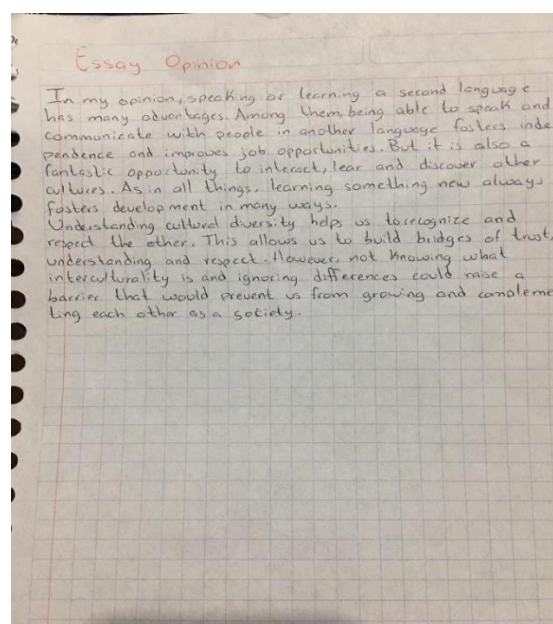 Essay Opinion
In my opinion, speaking or learning a second language
has many advantages. Among them, being able to speak and
communicate with people in another language fosters inde
pendence and improves job opportunities. But it is also a
fantastic opportunity to interact, lear and discover other
cultures. As in all things, learning something new always
fosters development in many ways.
Understanding cultural diversity helps us to recognize and
respect the other. This allows us to build bridges of trust,
understanding and respect. However, not knowing what
interculturality is and ignoring differences could raise a
barrier that would prevent us from growing and compleme
ting each other as a society.